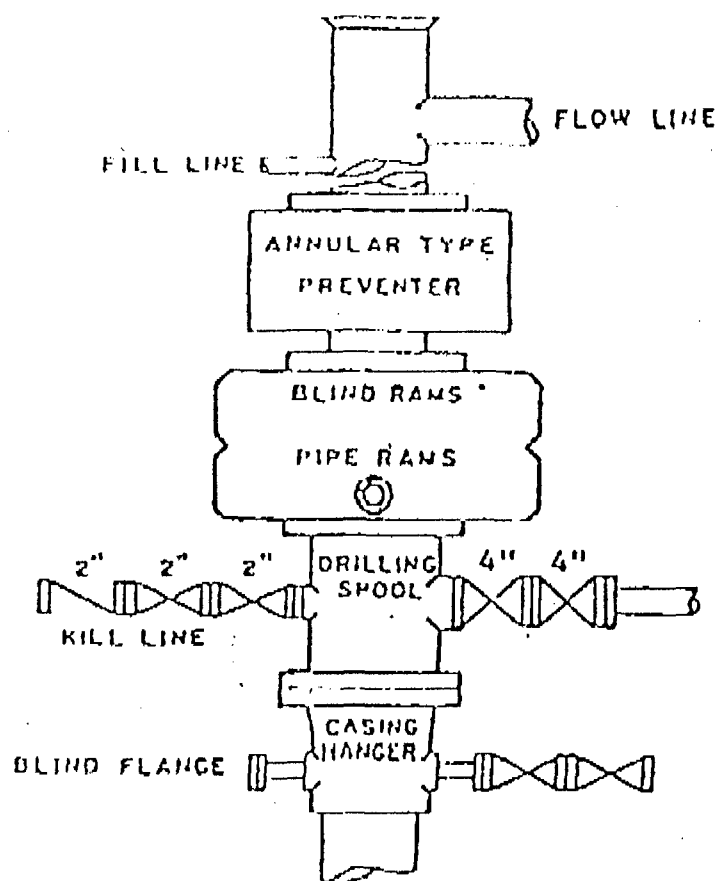 FLOW LINE
FILL LINE
ANNULAR TYPE
PREVENTER
BLIND RAMS
PIPE RAMS
2" 2" 2"
DRILLING
SPOOL
4" 4"
KILL LINE
CASING
HANGER
BLIND FLANGE